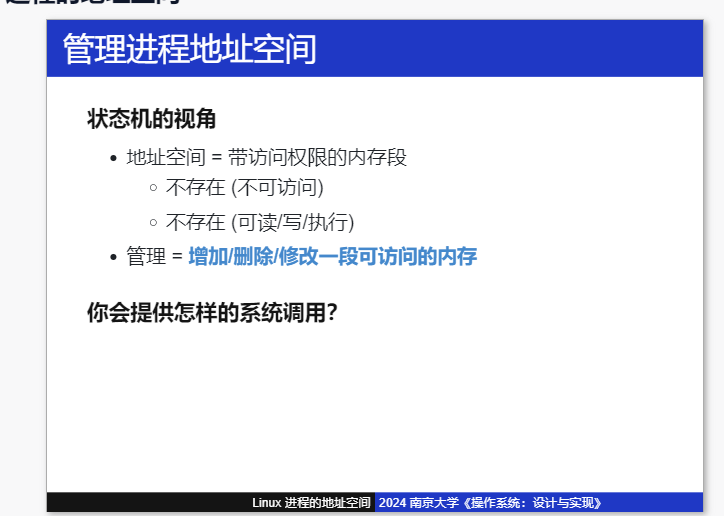 管理进程地址空间
状态机的视角
• 地址空间 = 带访问权限的内存段
◦ 不存在 (不可访问)
◦ 不存在 (可读/写/执行)
• 管理 = 增加/删除/修改一段可访问的内存
你会提供怎样的系统调用？
Linux 进程的地址空间 2024 南京大学《操作系统：设计与实现》